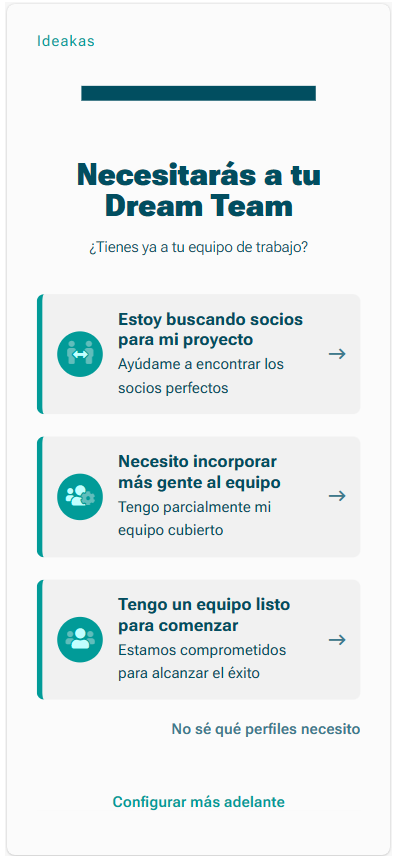 Ideakas
Necesitarás a tu
Dream Team
¿Tienes ya a tu equipo de trabajo?
Estoy buscando socios
para mi proyecto
Ayúdame a encontrar los
socios perfectos
Necesito incorporar
más gente al equipo
Tengo parcialmente mi
equipo cubierto
Tengo un equipo listo
para comenzar
Estamos comprometidos
para alcanzar el éxito
No sé qué perfiles necesito
Configurar más adelante